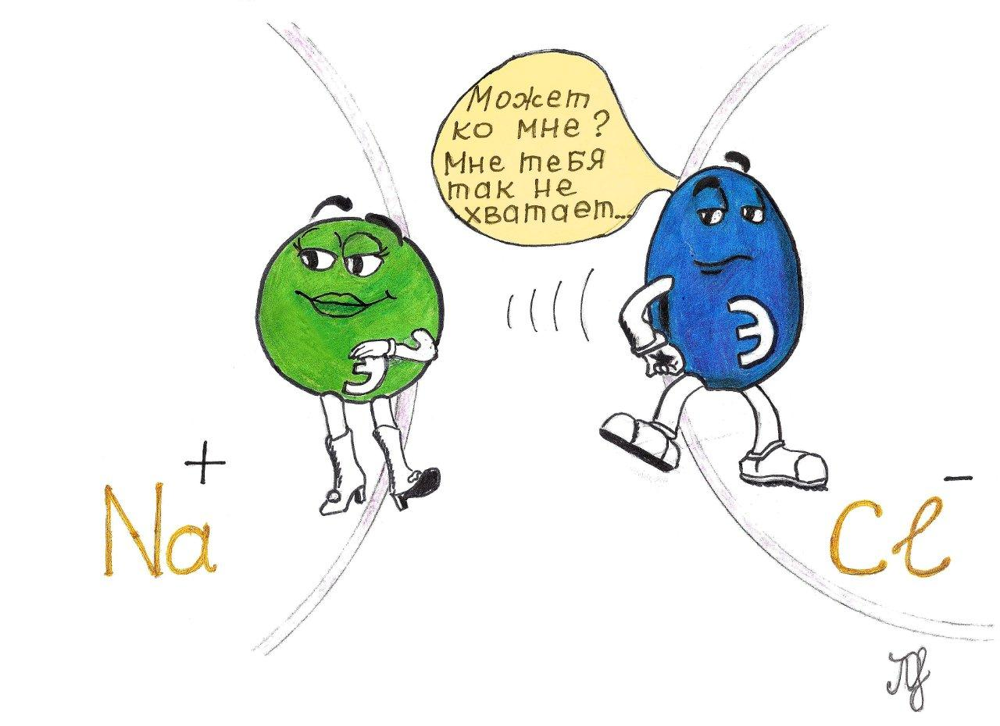 Может
ко мне?
Мне тебя
так не
хватает...
Э
Э
Na+
Cl−